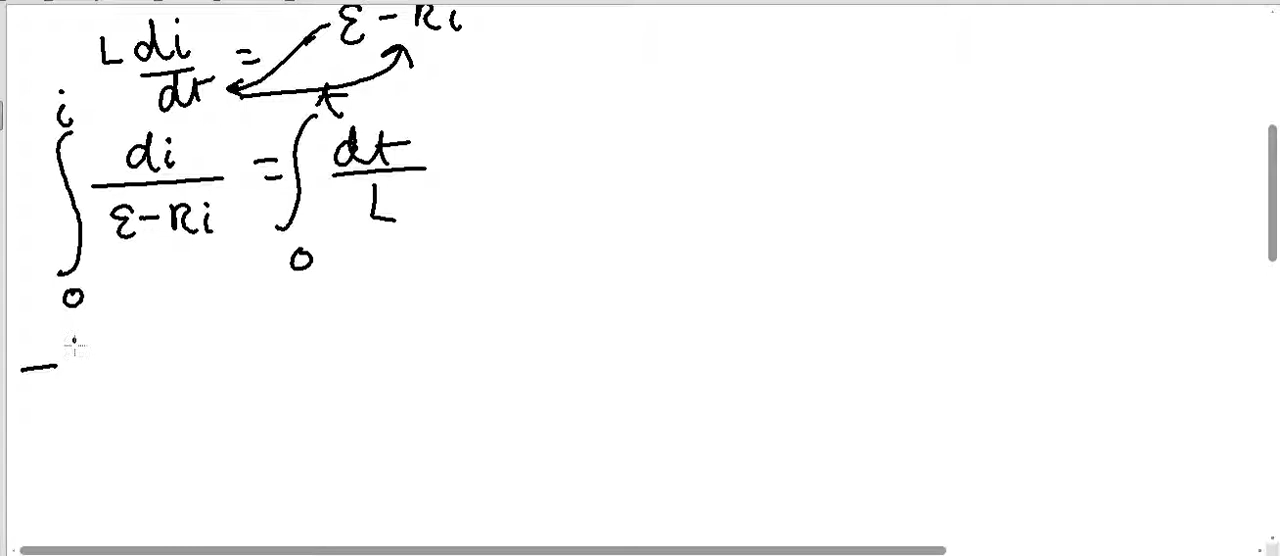 L di/dt = ε - Ri
∫₀ⁱ di/(ε - Ri) = ∫₀ᵗ dt/L
-